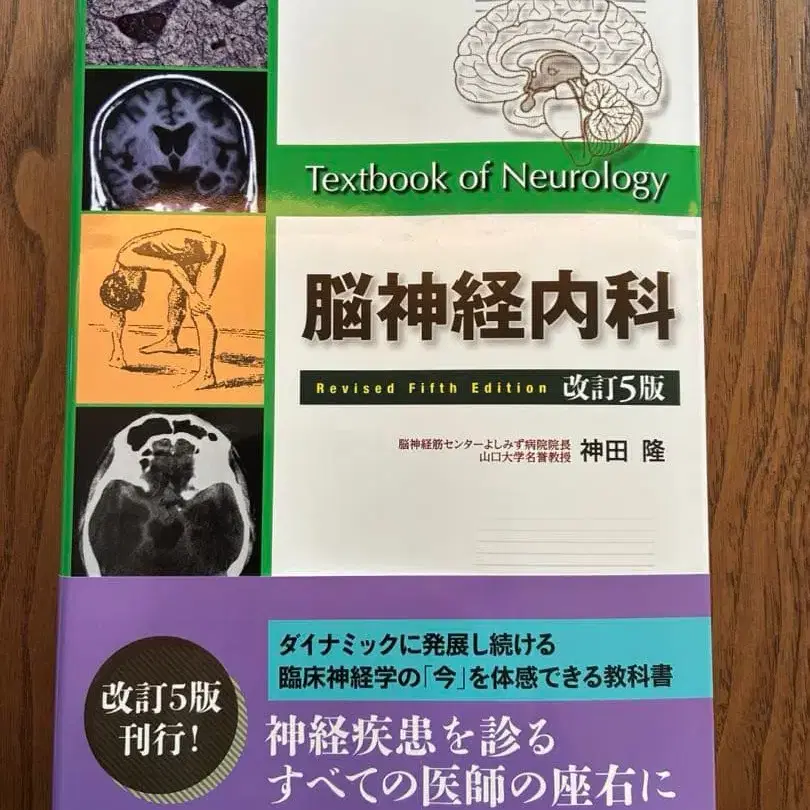 Textbook of Neurology
脳神経内科
Revised Fifth Edition 改訂5版
脳神経筋センターよしみず病院院長
山口大学名誉教授 神田 隆
ダイナミックに発展し続ける
臨床神経学の「今」を体感できる教科書
改訂5版
刊行!
神経疾患を診る
すべての医師の座右に